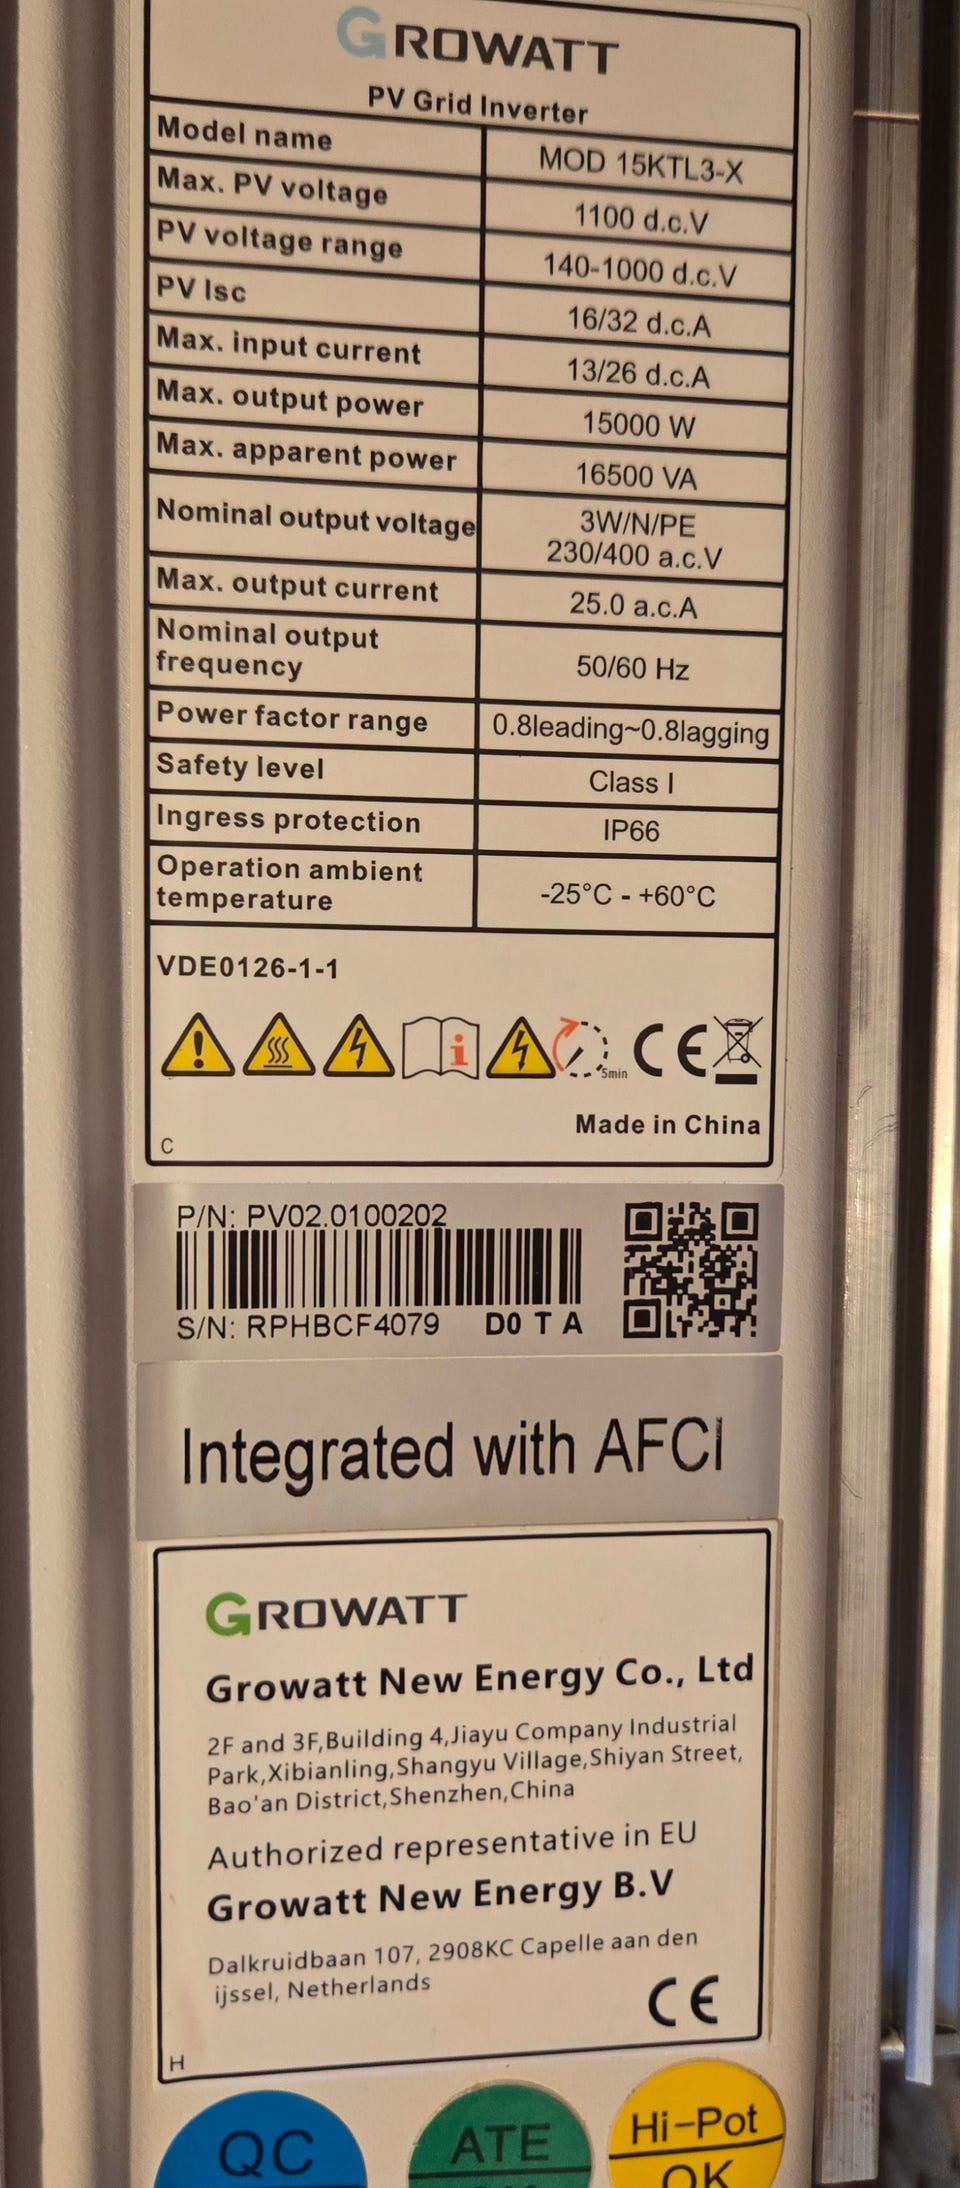 GROWATT
PV Grid Inverter
Model name MOD 15KTL3-X
Max. PV voltage 1100 d.c.V
PV voltage range 140-1000 d.c.V
PV Isc 16/32 d.c.A
Max. input current 13/26 d.c.A
Max. output power 15000 W
Max. apparent power 16500 VA
Nominal output voltage 3W/N/PE
230/400 a.c.V
Max. output current 25.0 a.c.A
Nominal output
frequency 50/60 Hz
Power factor range 0.8leading~0.8lagging
Safety level Class I
Ingress protection IP66
Operation ambient
temperature -25°C - +60°C
VDE0126-1-1
5min
CE
Made in China
C
P/N: PV02.0100202
S/N: RPHBCF4079 D0 T A
Integrated with AFCI
GROWATT
Growatt New Energy Co., Ltd
2F and 3F,Building 4,Jiayu Company Industrial
Park,Xibianling,Shangyu Village,Shiyan Street,
Bao'an District,Shenzhen,China
Authorized representative in EU
Growatt New Energy B.V
Dalkruidbaan 107, 2908KC Capelle aan den
ijssel, Netherlands
CE
H
QC
ATE
Hi-Pot
OK